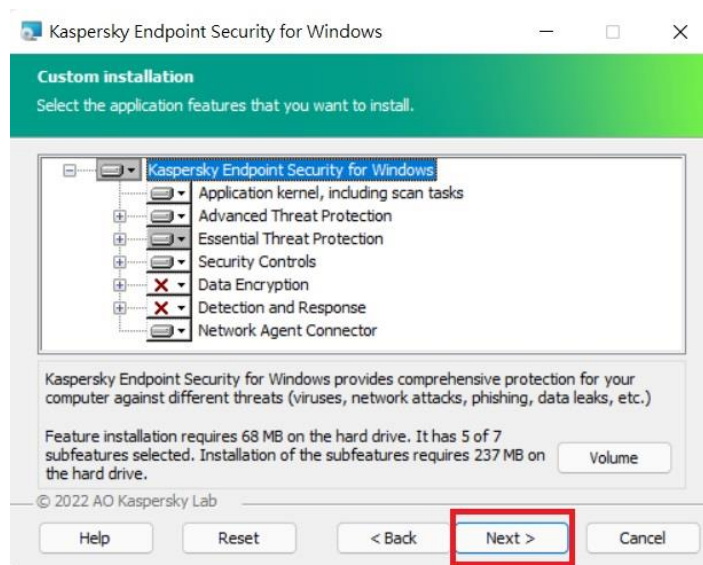 Kaspersky Endpoint Security for Windows
Custom installation
Select the application features that you want to install.
Kaspersky Endpoint Security for Windows
Application kernel, including scan tasks
Advanced Threat Protection
Essential Threat Protection
Security Controls
Data Encryption
Detection and Response
Network Agent Connector
Kaspersky Endpoint Security for Windows provides comprehensive protection for your
computer against different threats (viruses, network attacks, phishing, data leaks, etc.)
Feature installation requires 68 MB on the hard drive. It has 5 of 7
subfeatures selected. Installation of the subfeatures requires 237 MB on
the hard drive.
Volume
© 2022 AO Kaspersky Lab
Help Reset < Back Next > Cancel